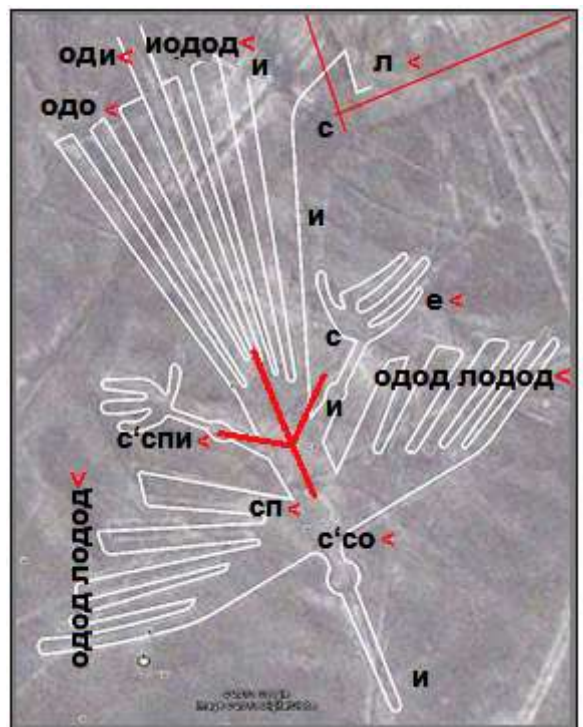 оди < иодод < и л <
одо < с
и
е <
с
одод лодод <
и
с‘спи <
сп <
одод лодод <
с‘со <
и